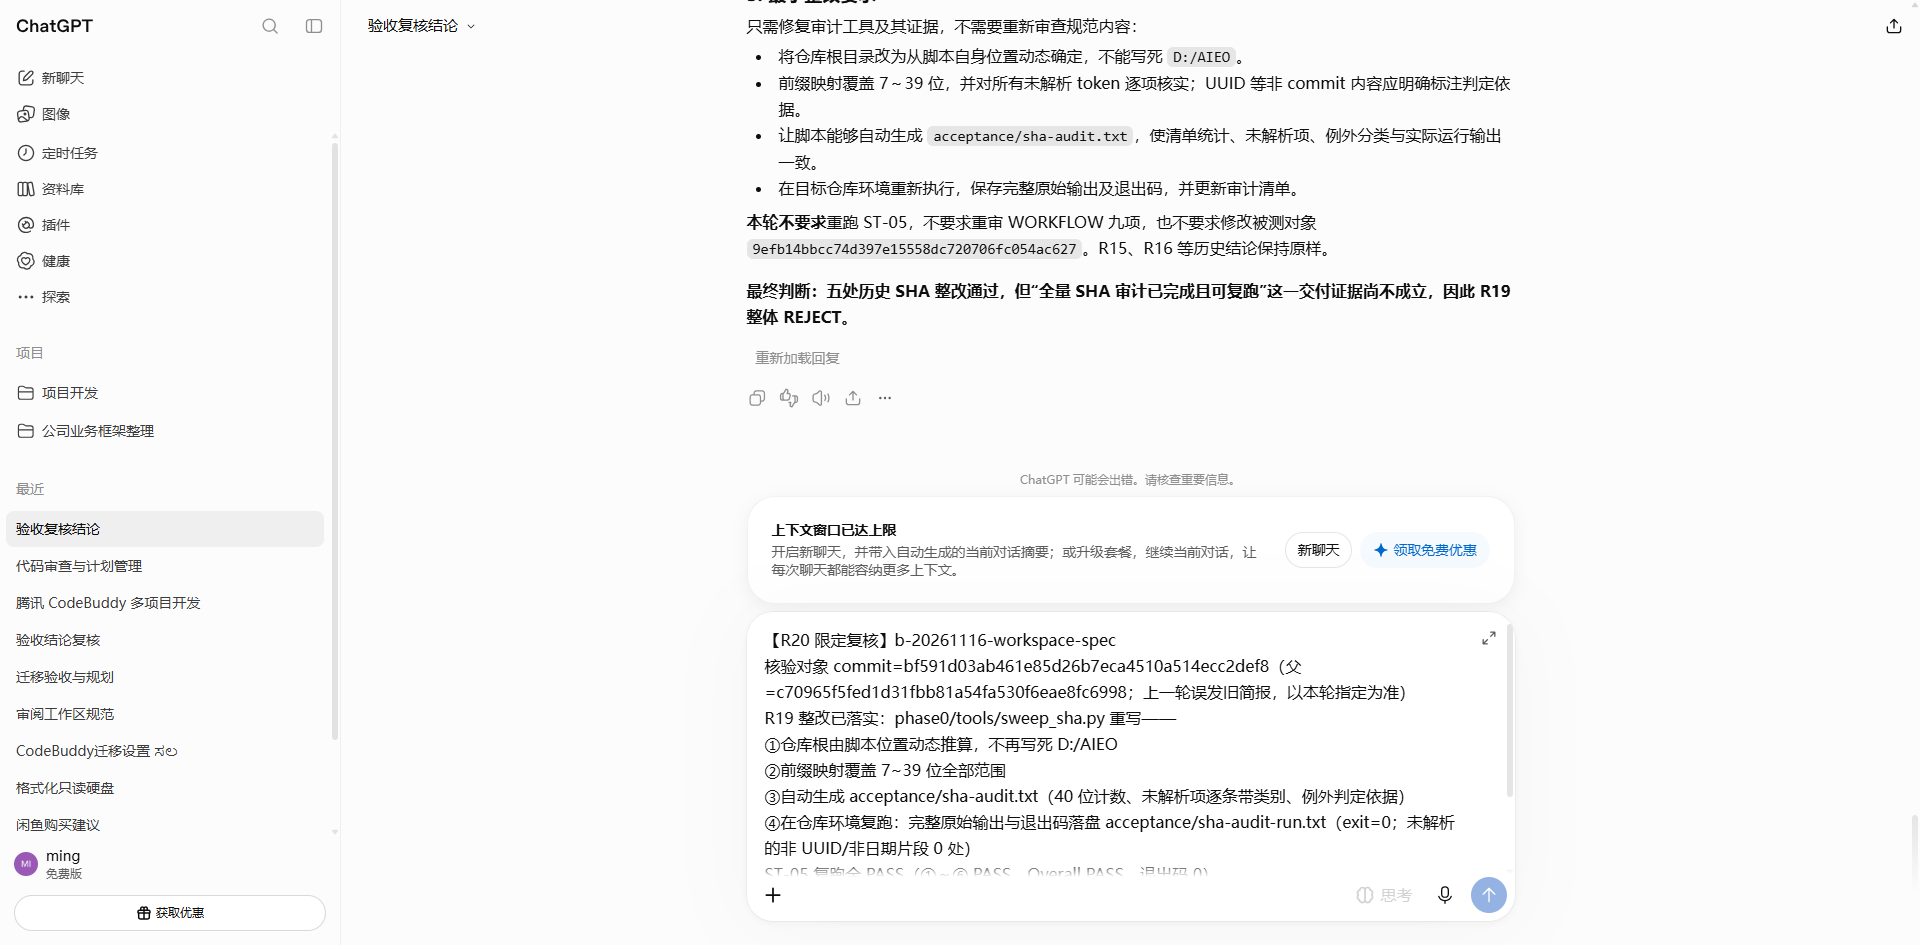 ChatGPT
新聊天
图像
定时任务
资料库
插件
健康
探索
项目
项目开发
公司业务框架整理
最近
验收复核结论
代码审查与计划管理
腾讯 CodeBuddy 多项目开发
验收结论复核
迁移验收与规划
审阅工作区规范
CodeBuddy迁移设置
格式化只读硬盘
闲鱼购买建议
MI
ming
免费版
获取优惠
验收复核结论
只需修复审计工具及其证据，不需要重新审查规范内容：
• 将仓库根目录改为从脚本自身位置动态确定，不能写死 D:/AIEO 。
• 前缀映射覆盖 7～39 位，并对所有未解析 token 逐项核实；UUID 等非 commit 内容应明确标注判定依
据。
• 让脚本能够自动生成 acceptance/sha-audit.txt，使清单统计、未解析项、例外分类与实际运行输出
一致。
• 在目标仓库环境重新执行，保存完整原始输出及退出码，并更新审计清单。
本轮不要求重跑 ST-05，不要求重审 WORKFLOW 九项，也不要求修改被测对象
9efb14bbcc74d397e15558dc720706fc054ac627 。R15、R16 等历史结论保持原样。
最终判断：五处历史 SHA 整改通过，但“全量 SHA 审计已完成且可复跑”这一交付证据尚不成立，因此 R19
整体 REJECT。
重新加载回复
ChatGPT 可能会出错。请核查重要信息。
上下文窗口已达上限
开启新聊天，并带入自动生成的当前对话摘要；或升级套餐，继续当前对话，让
每次聊天都能容纳更多上下文。
新聊天
领取免费优惠
【R20 限定复核】b-20261116-workspace-spec
核验对象 commit=bf591d03ab461e85d26b7eca4510a514ecc2def8（父
=c70965f5fed1d31fbb81a54fa530f6eae8fc6998；上一轮误发旧简报，以本轮指定为准）
R19 整改已落实：phase0/tools/sweep_sha.py 重写——
①仓库根由脚本位置动态推算，不再写死 D:/AIEO
②前缀映射覆盖 7~39 位全部范围
③自动生成 acceptance/sha-audit.txt（40 位计数、未解析项逐条带类别、例外判定依据）
④在仓库环境复跑：完整原始输出与退出码落盘 acceptance/sha-audit-run.txt（exit=0；未解析
的非 UUID/非日期片段 0 处）
ST-05 复跑全 PASS（①~⑥ PASS，Overall PASS，退出码 0）
思考